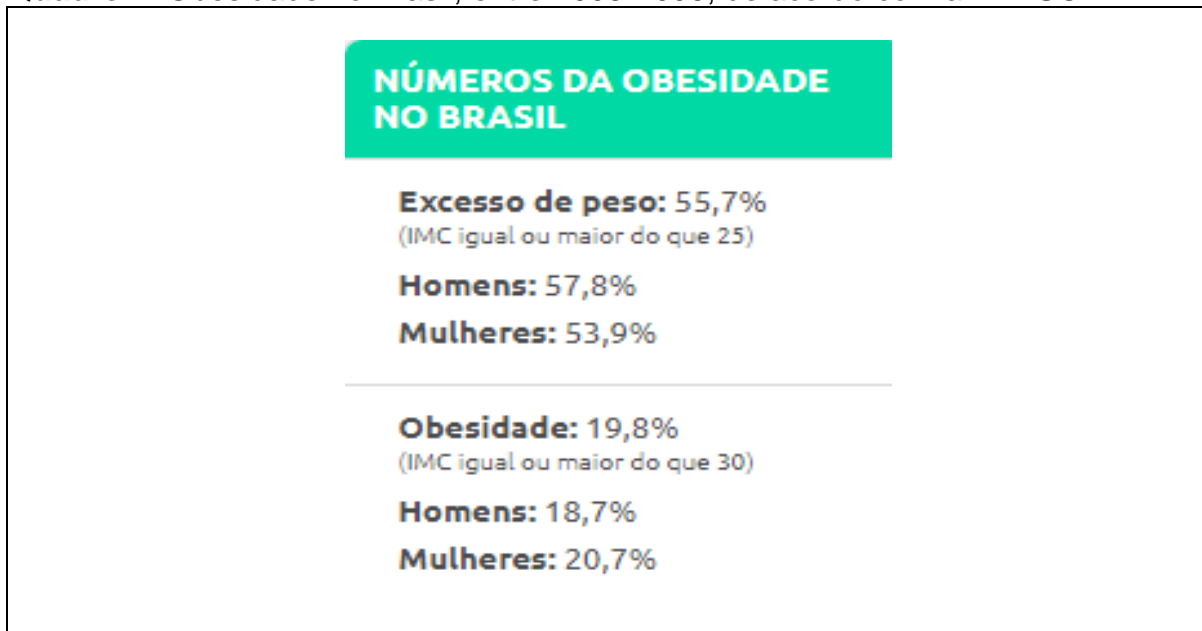 NÚMEROS DA OBESIDADE
NO BRASIL
Excesso de peso: 55,7%
(IMC igual ou maior do que 25)
Homens: 57,8%
Mulheres: 53,9%
Obesidade: 19,8%
(IMC igual ou maior do que 30)
Homens: 18,7%
Mulheres: 20,7%